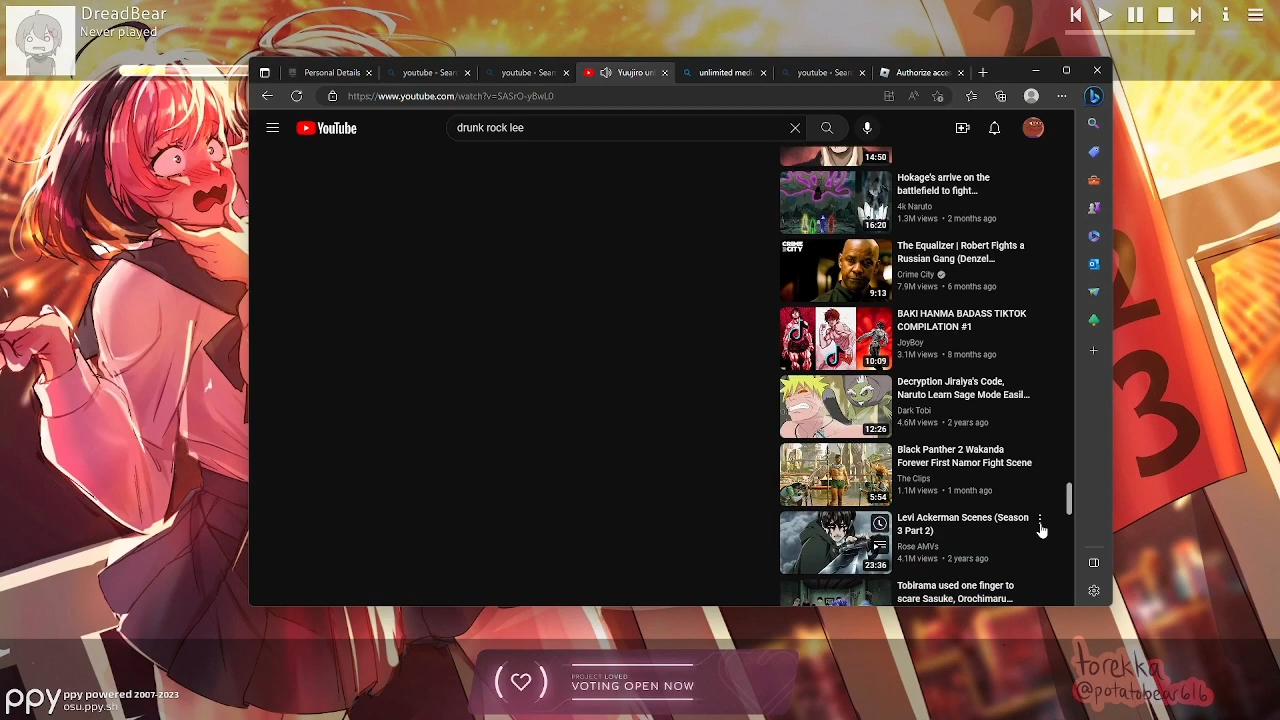 DreadBear
Never played
Personal Details
youtube - Sear
youtube - Sear
Yuujiro un
unlimited medi
youtube - Sear
Authorize acces
https://www.youtube.com/watch?v=SASrO-yBwL0
YouTube
drunk rock lee
14:50
Hokage's arrive on the
battlefield to fight...
4k Naruto
1.3M views • 2 months ago
16:20
CRIME CITY
The Equalizer | Robert Fights a
Russian Gang (Denzel...
Crime City
7.9M views • 6 months ago
9:13
BAKI HANMA BADASS TIKTOK
COMPILATION #1
JoyBoy
3.1M views • 8 months ago
10:09
Decryption Jiraiya's Code,
Naruto Learn Sage Mode Easil...
Dark Tobi
4.6M views • 2 years ago
12:26
Black Panther 2 Wakanda
Forever First Namor Fight Scene
The Clips
1.1M views • 1 month ago
5:54
Levi Ackerman Scenes (Season
3 Part 2)
Rose AMVs
4.1M views • 2 years ago
23:36
Tobirama used one finger to
scare Sasuke, Orochimaru...
2
23
ppy
ppy powered 2007-2023
osu.ppy.sh
PROJECT LOVED
VOTING OPEN NOW
torekka
@potatobear616